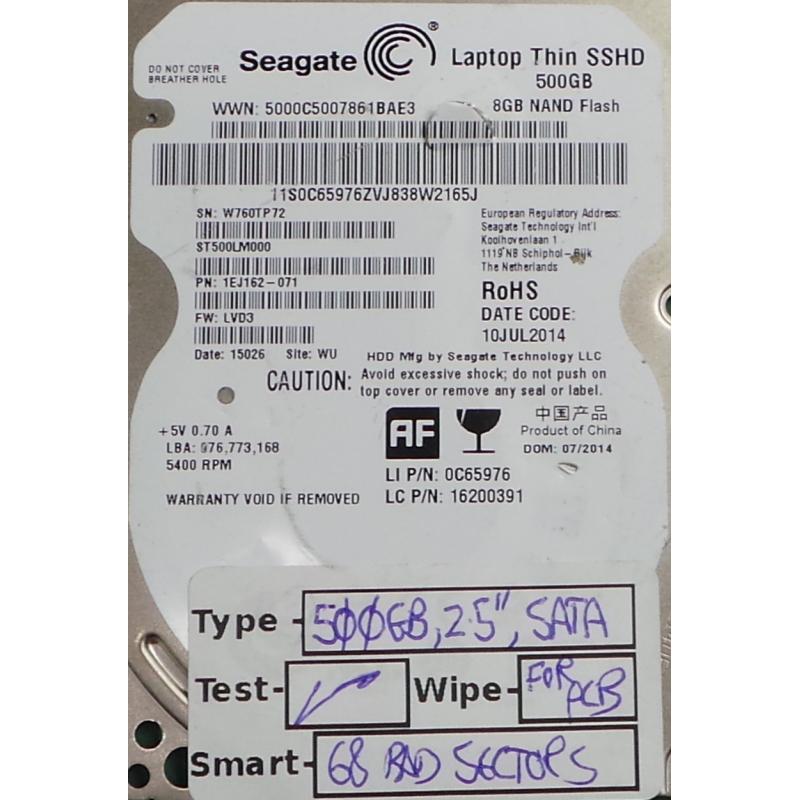 DO NOT COVER
BREATHER HOLE
Seagate
®
Laptop Thin SSHD
500GB
WWN: 5000C5007861BAE3
8GB NAND Flash
11S0C65976ZVJ838W2165J
SN: W760TP72
ST500LM000
PN: 1EJ162-071
FW: LVD3
Date: 15026 Site: WU
European Regulatory Address:
Seagate Technology Int'l
Koolhovenlaan 1
1119 NB Schiphol-Rijk
The Netherlands
RoHS
DATE CODE:
10JUL2014
HDD Mfg by Seagate Technology LLC
CAUTION: Avoid excessive shock; do not push on
top cover or remove any seal or label.
+5V 0.70 A
LBA: 976,773,168
5400 RPM
AF
中国产品
Product of China
DOM: 07/2014
LI P/N: 0C65976
WARRANTY VOID IF REMOVED
LC P/N: 16200391
Type - 500GB, 2.5", SATA
Test- Wipe- FOR PCB
Smart- 68 BAD SECTORS